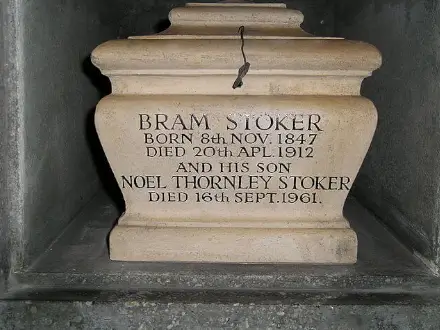 BRAM STOKER
BORN 8th NOV. 1847
DIED 20th APL. 1912
AND HIS SON
NOEL THORNLEY STOKER
DIED 16th SEPT. 1961.